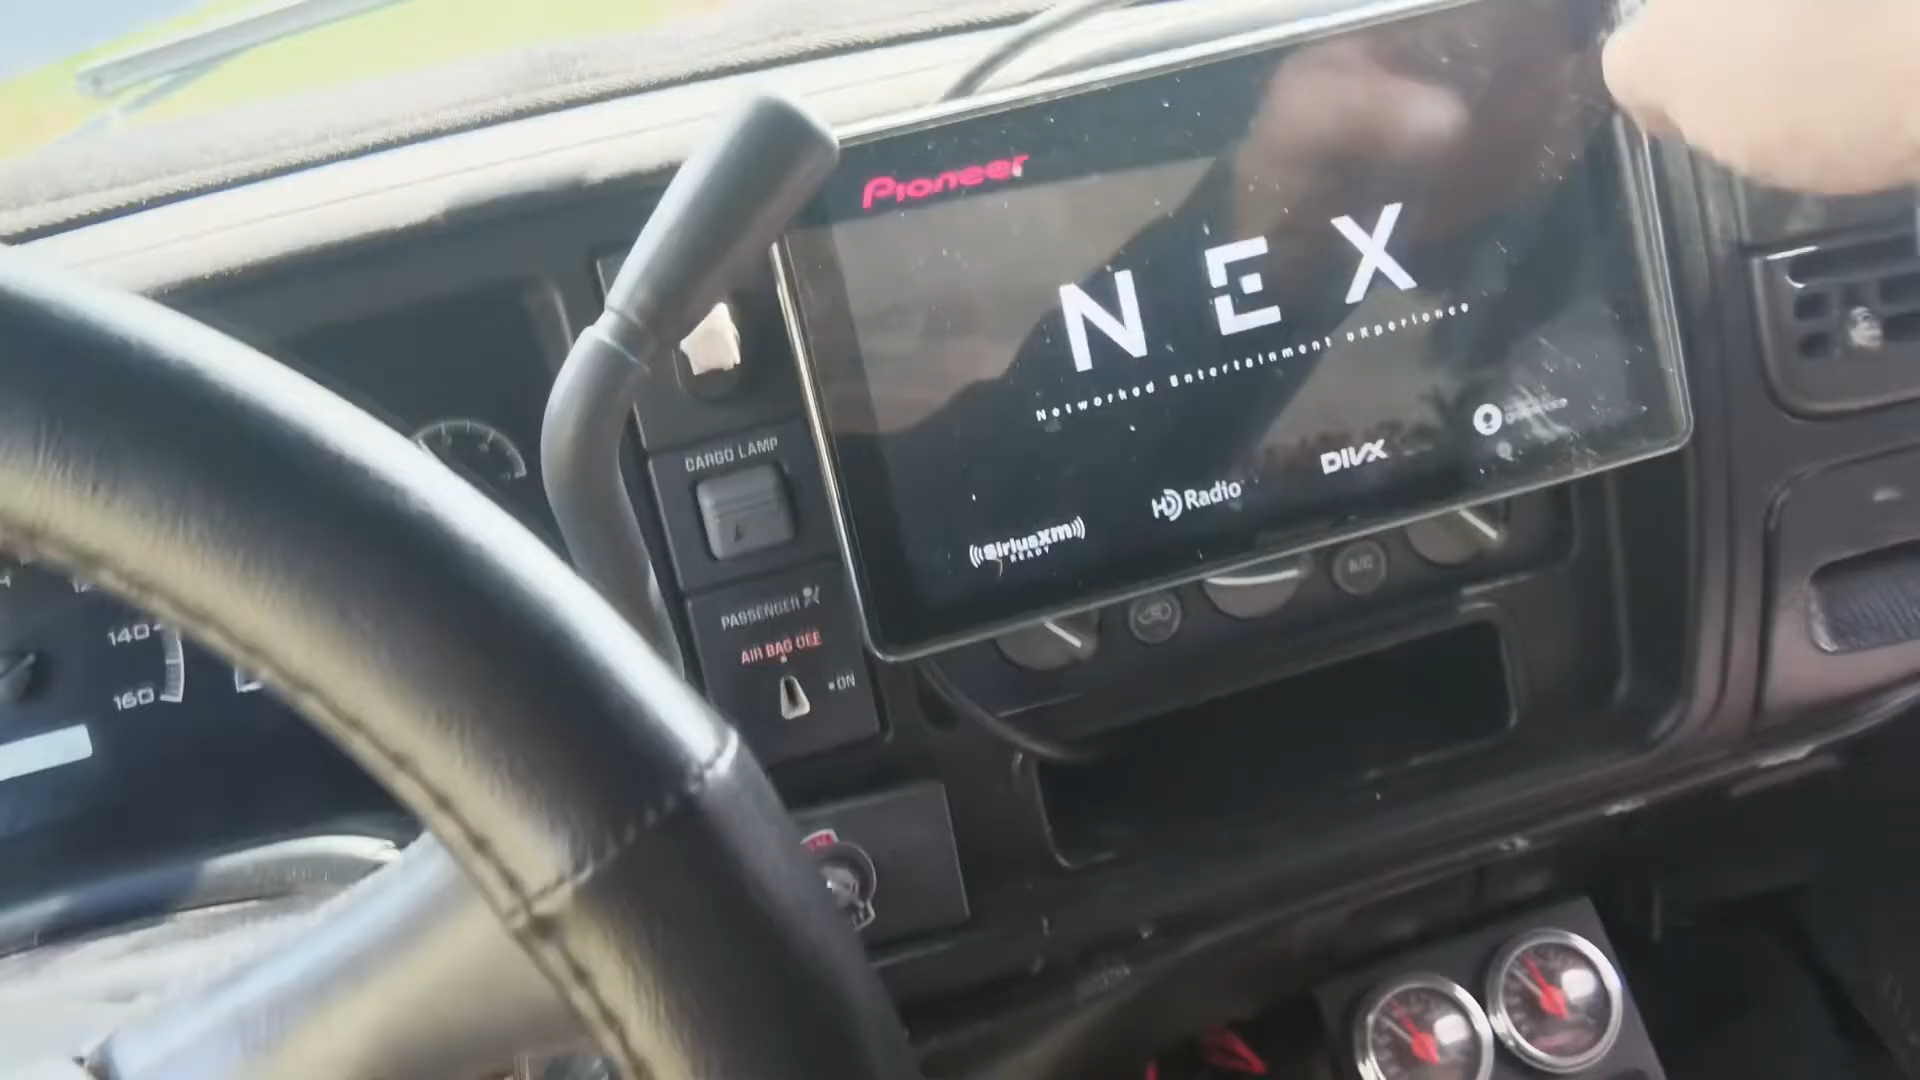 Pioneer
NEX
Networked Entertainment eXperience
DIVX
HD Radio
((siriusxm))
READY
CARGO LAMP
PASSENGER
AIR BAG OFF
•ON
A/C
140
160